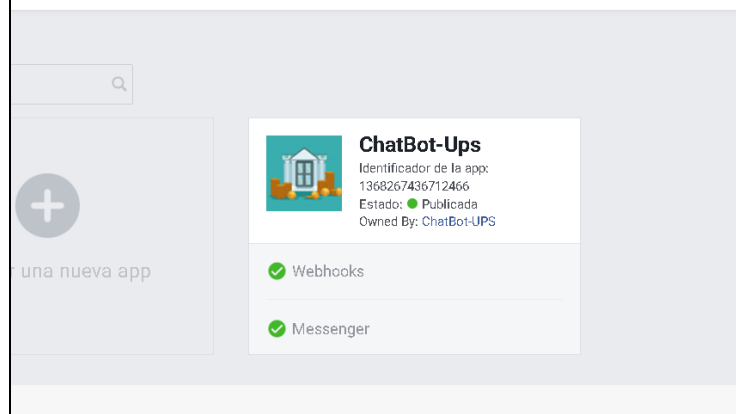 una nueva app
ChatBot-Ups
Identificador de la app:
1368267436712466
Estado: Publicada
Owned By: ChatBot-UPS
Webhooks
Messenger